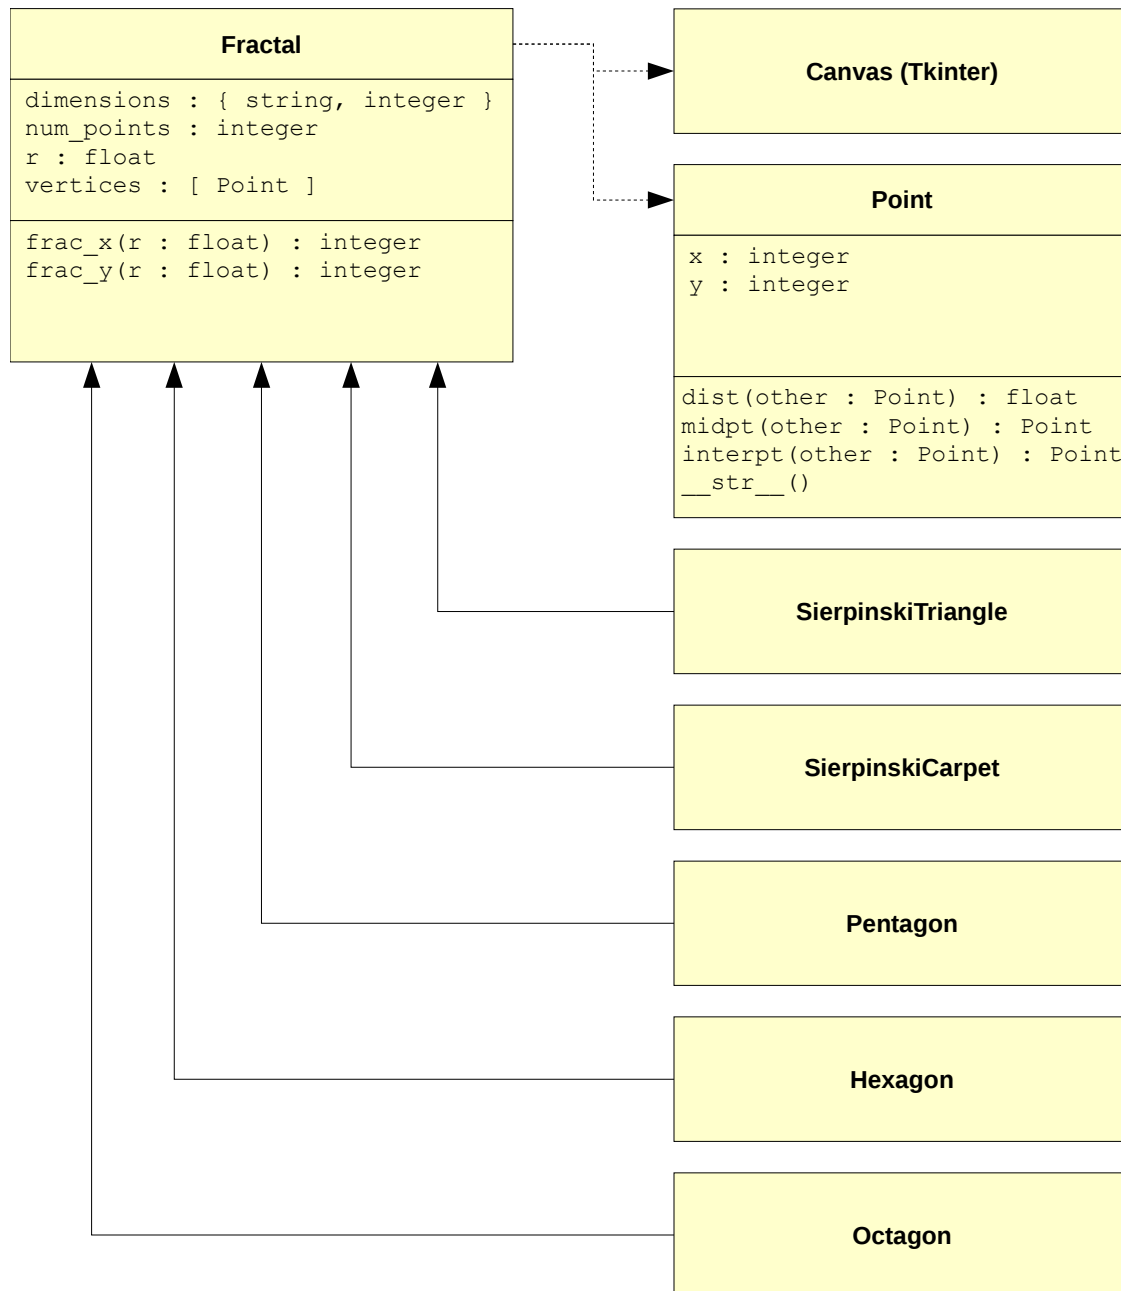 Fractal
dimensions : { string, integer }
num_points : integer
r : float
vertices : [ Point ]
frac_x(r : float) : integer
frac_y(r : float) : integer
Canvas (Tkinter)
Point
x : integer
y : integer
dist(other : Point) : float
midpt(other : Point) : Point
interpt(other : Point) : Point
__str__()
SierpinskiTriangle
SierpinskiCarpet
Pentagon
Hexagon
Octagon